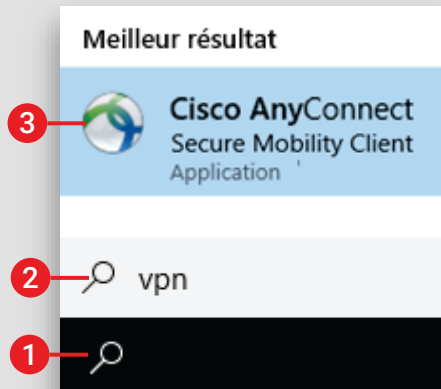 Meilleur résultat
3
Cisco AnyConnect
Secure Mobility Client
Application
2
vpn
1